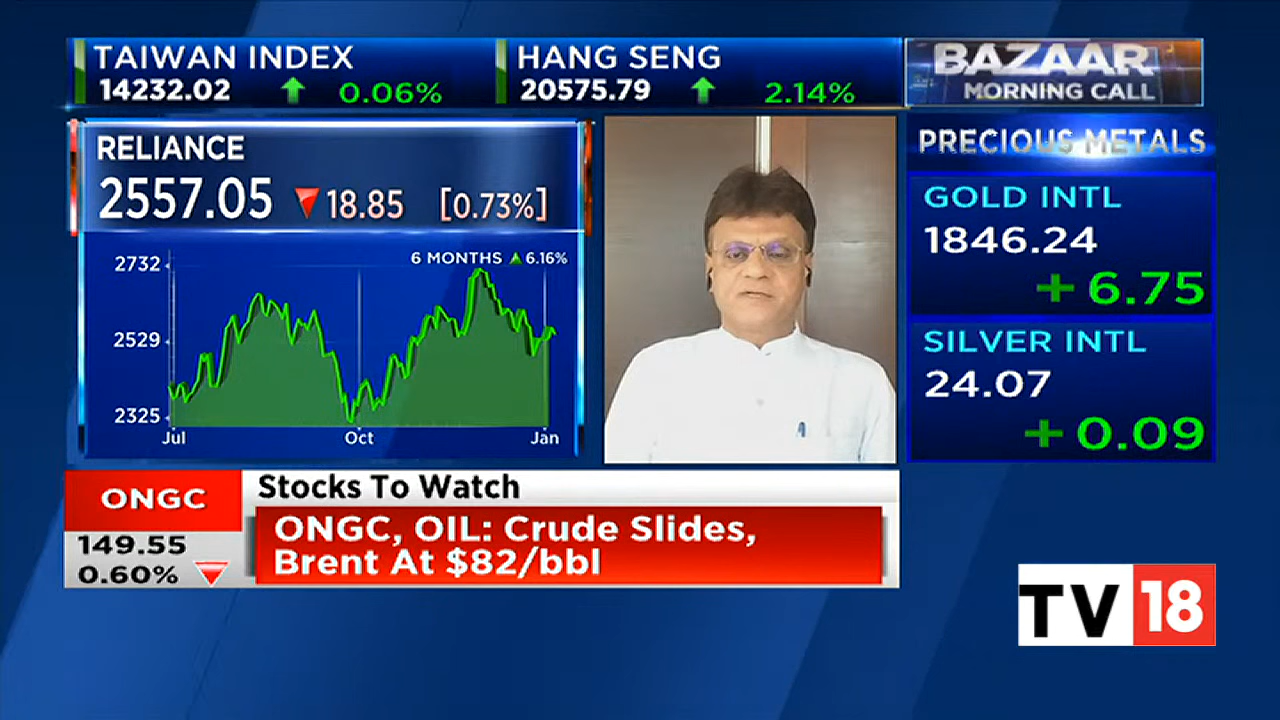 TAIWAN INDEX
14232.02 0.06%
HANG SENG
20575.79 2.14%
BAZAAR
MORNING CALL
RELIANCE
2557.05 18.85 [0.73%]
6 MONTHS 6.16%
2732
2529
2325
Jul Oct Jan
PRECIOUS METALS
GOLD INTL
1846.24
+ 6.75
SILVER INTL
24.07
+ 0.09
ONGC
149.55
0.60%
Stocks To Watch
ONGC, OIL: Crude Slides,
Brent At $82/bbl
TV 18